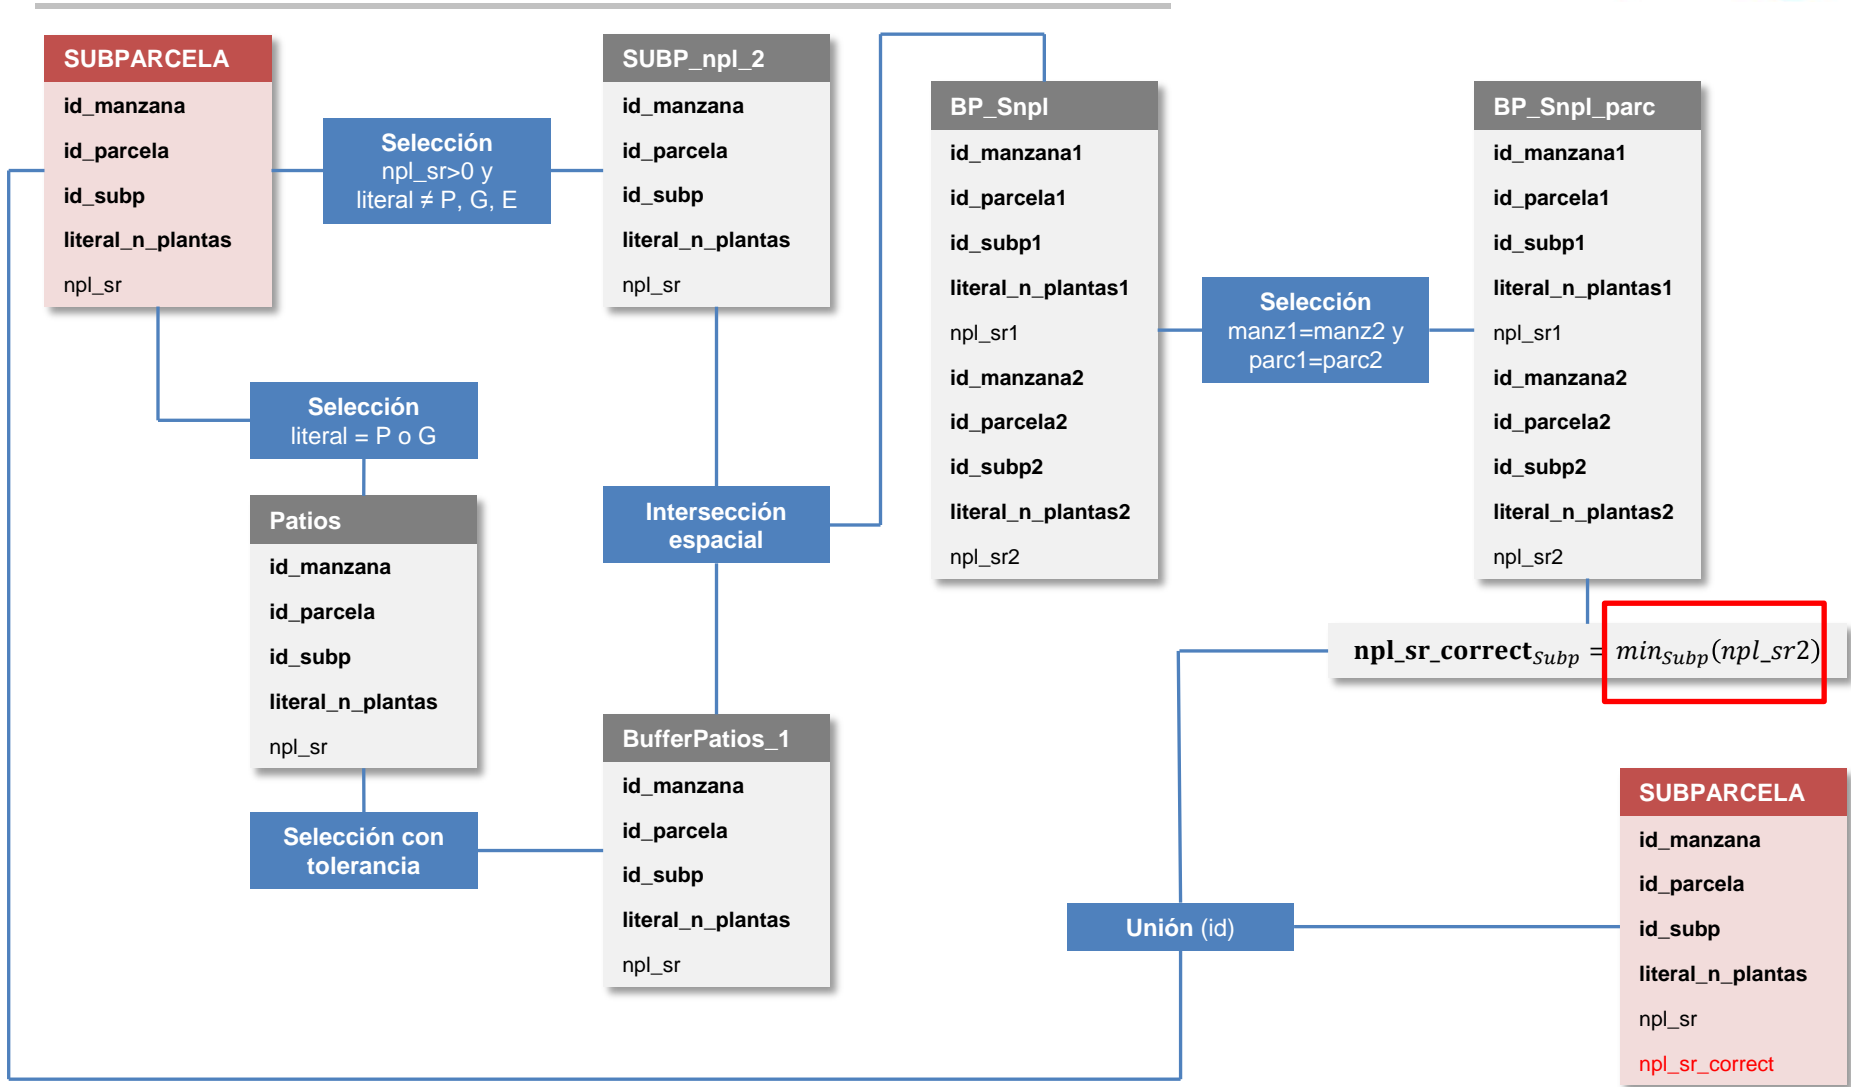 SUBPARCELA
id_manzana
id_parcela
id_subp
literal_n_plantas
npl_sr
Selección
npl_sr>0 y
literal ≠ P, G, E
SUBP_npl_2
id_manzana
id_parcela
id_subp
literal_n_plantas
npl_sr
Selección
literal = P o G
Patios
id_manzana
id_parcela
id_subp
literal_n_plantas
npl_sr
Selección con
tolerancia
BufferPatios_1
id_manzana
id_parcela
id_subp
literal_n_plantas
npl_sr
Intersección
espacial
BP_Snpl
id_manzana1
id_parcela1
id_subp1
literal_n_plantas1
npl_sr1
id_manzana2
id_parcela2
id_subp2
literal_n_plantas2
npl_sr2
Selección
manz1=manz2 y
parc1=parc2
BP_Snpl_parc
id_manzana1
id_parcela1
id_subp1
literal_n_plantas1
npl_sr1
id_manzana2
id_parcela2
id_subp2
literal_n_plantas2
npl_sr2
npl_sr_correct_Subp = min_Subp(npl_sr2)
Unión (id)
SUBPARCELA
id_manzana
id_parcela
id_subp
literal_n_plantas
npl_sr
npl_sr_correct